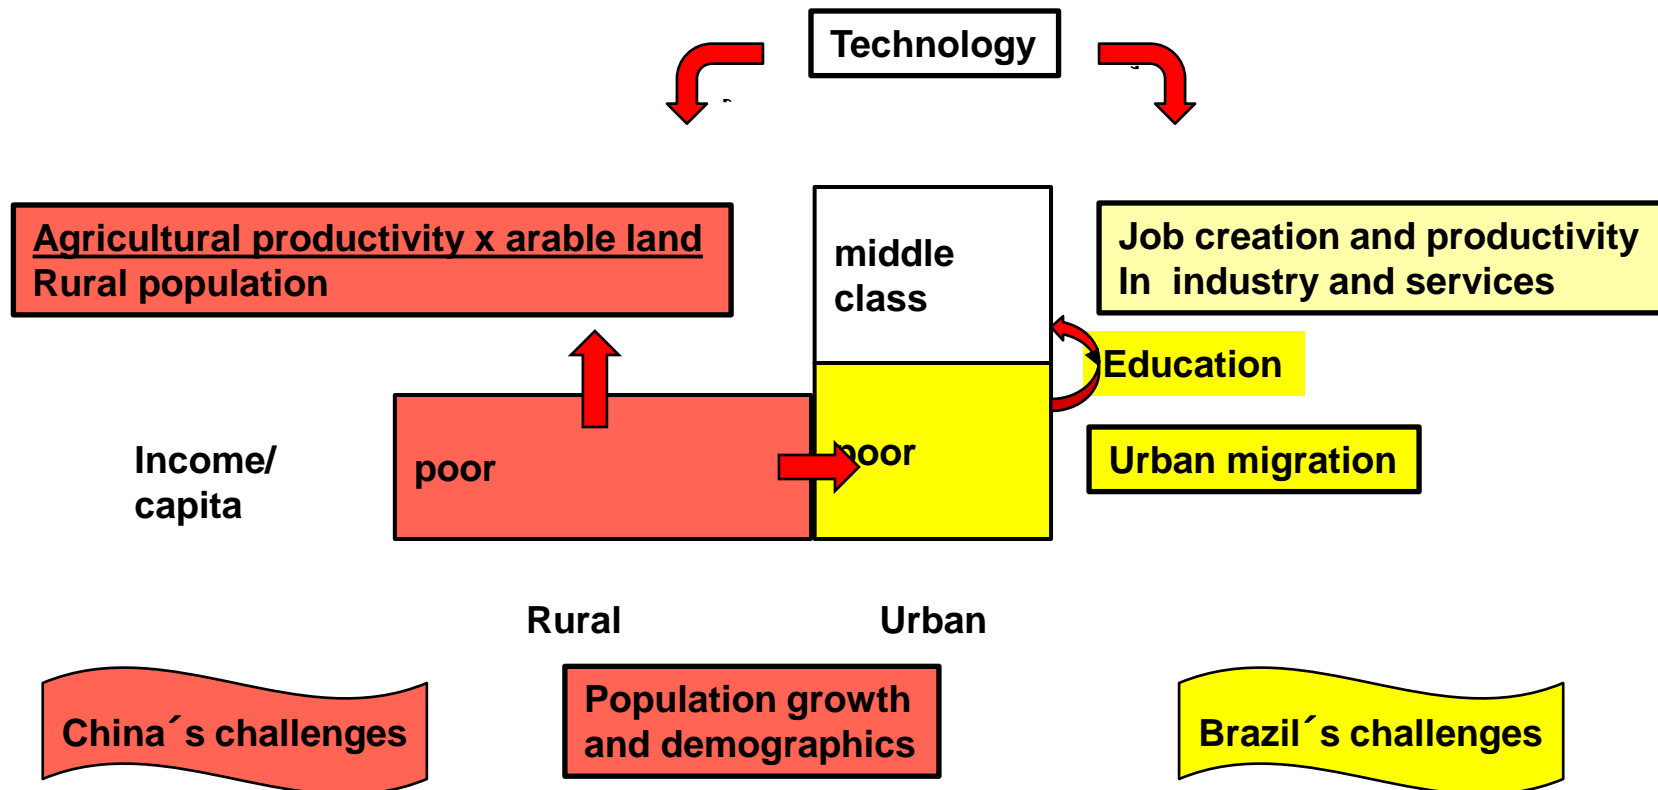 Technology
Agricultural productivity x arable land
Rural population
middle
class
Job creation and productivity
In  industry and services
Education
Income/
capita
poor
poor
Urban migration
Rural
Urban
China´s challenges
Population growth
and demographics
Brazil´s challenges